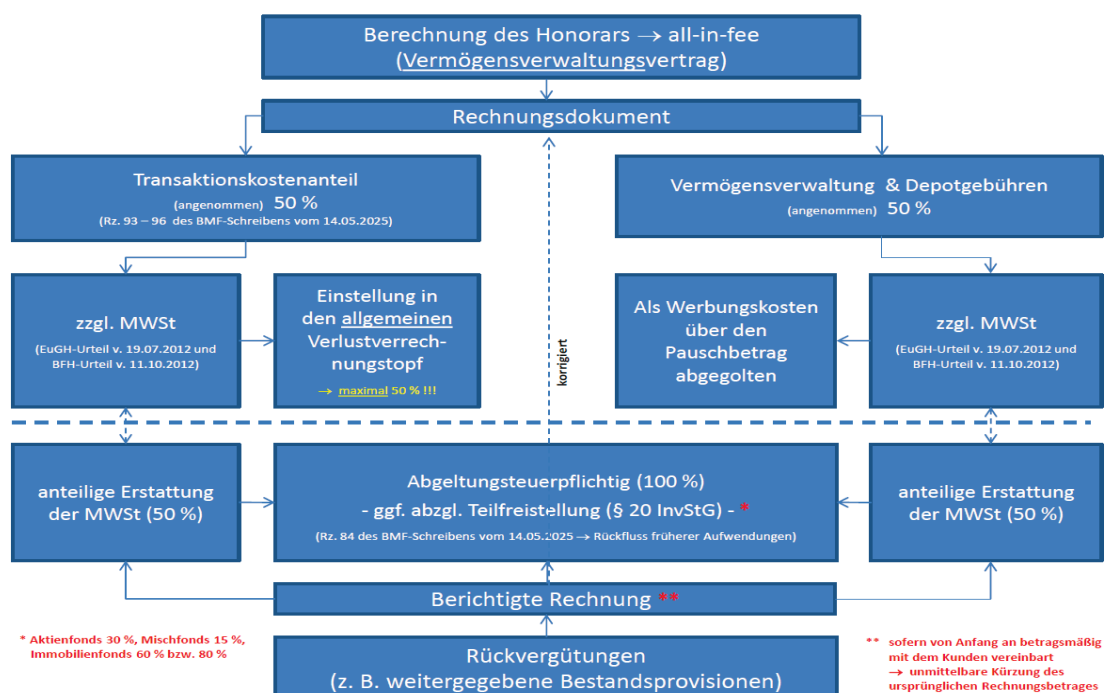 Berechnung des Honorars → all-in-fee
(Vermögensverwaltungsvertrag)
Rechnungsdokument
Transaktionskostenanteil
(angenommen) 50 %
(Rz. 93 – 96 des BMF-Schreibens vom 14.05.2025)
Vermögensverwaltung & Depotgebühren
(angenommen) 50 %
zzgl. MWSt
(EuGH-Urteil v. 19.07.2012 und
BFH-Urteil v. 11.10.2012)
Einstellung in
den allgemeinen
Verlustverrech-
nungstopf
→ maximal 50 % !!!
korrigiert
Als Werbungskosten
über den
Pauschbetrag
abgegolten
zzgl. MWSt
(EuGH-Urteil v. 19.07.2012 und
BFH-Urteil v. 11.10.2012)
anteilige Erstattung
der MWSt (50 %)
Abgeltungsteuerpflichtig (100 %)
- ggf. abzgl. Teilfreistellung (§ 20 InvStG) - *
(Rz. 84 des BMF-Schreibens vom 14.05.2025 → Rückfluss früherer Aufwendungen)
anteilige Erstattung
der MWSt (50 %)
Berichtigte Rechnung **
* Aktienfonds 30 %, Mischfonds 15 %,
Immobilienfonds 60 % bzw. 80 %
Rückvergütungen
(z. B. weitergegebene Bestandsprovisionen)
** sofern von Anfang an betragsmäßig
mit dem Kunden vereinbart
→ unmittelbare Kürzung des
ursprünglichen Rechnungsbetrages